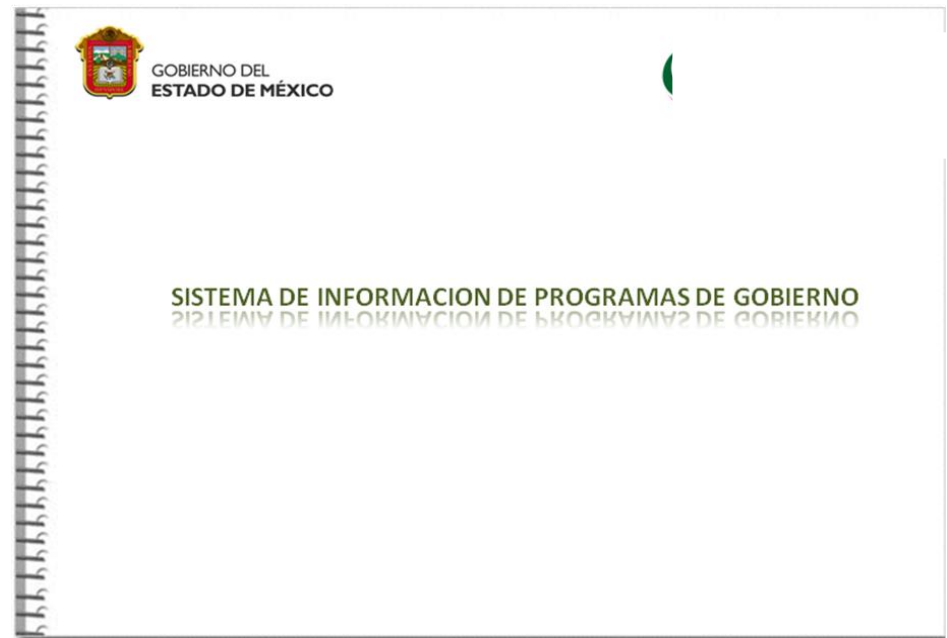 GOBIERNO DEL
ESTADO DE MÉXICO
SISTEMA DE INFORMACION DE PROGRAMAS DE GOBIERNO